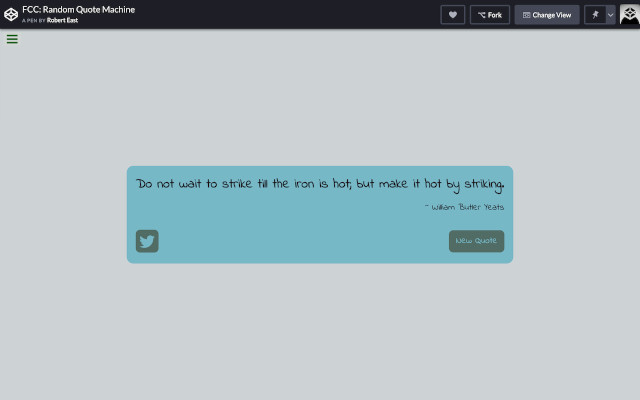 FCC: Random Quote Machine
A PEN BY Robert East
Fork
Change View
Do not wait to strike till the iron is hot; but make it hot by striking.
~ William Butler Yeats
New Quote